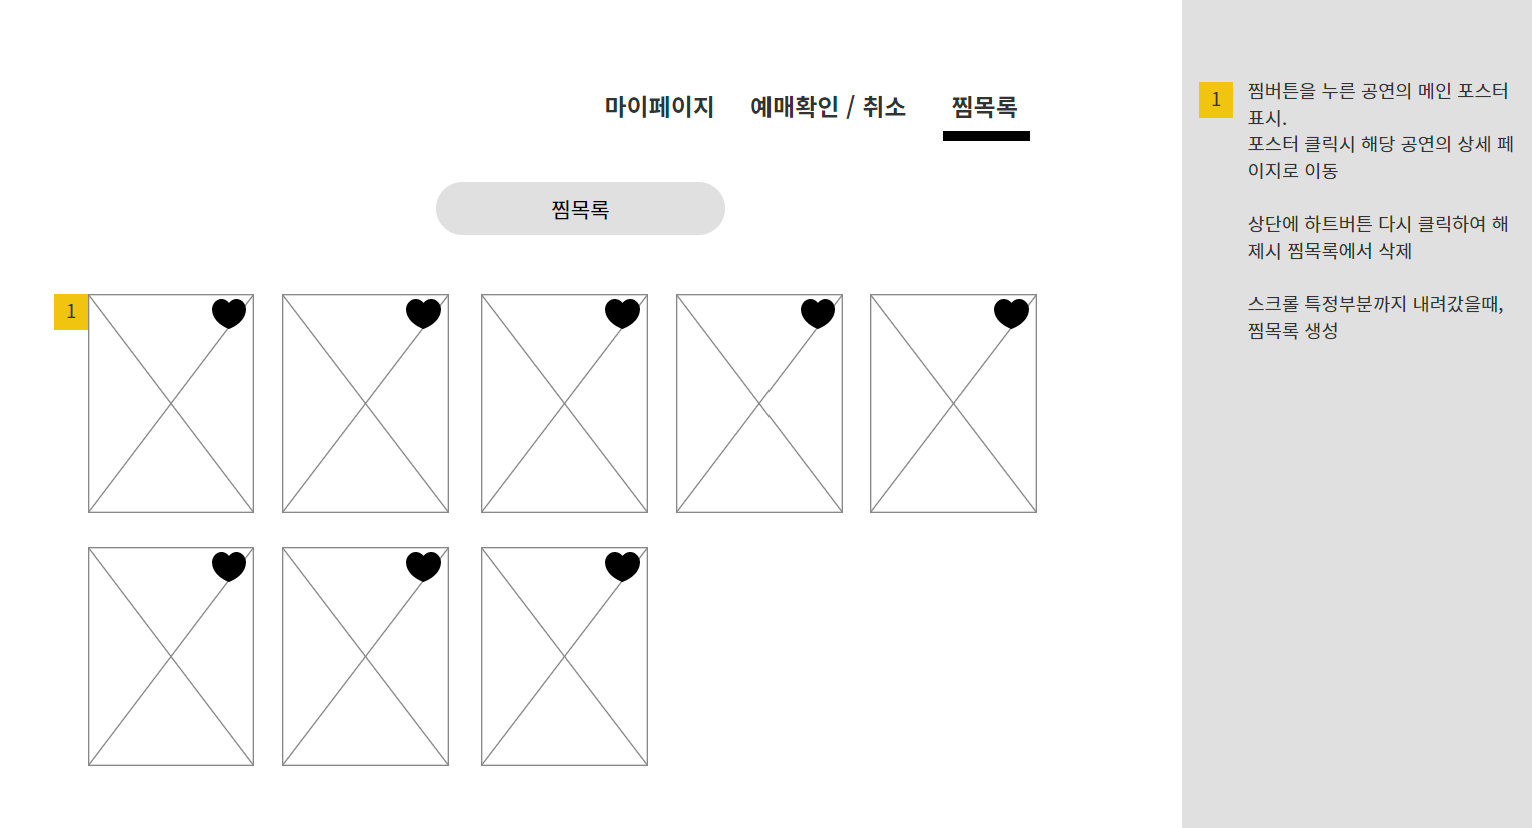 마이페이지 예매확인 / 취소 찜목록
찜목록
1
1
찜버튼을 누른 공연의 메인 포스터
표시.
포스터 클릭시 해당 공연의 상세 페
이지로 이동
상단에 하트버튼 다시 클릭하여 해
제시 찜목록에서 삭제
스크롤 특정부분까지 내려갔을때,
찜목록 생성